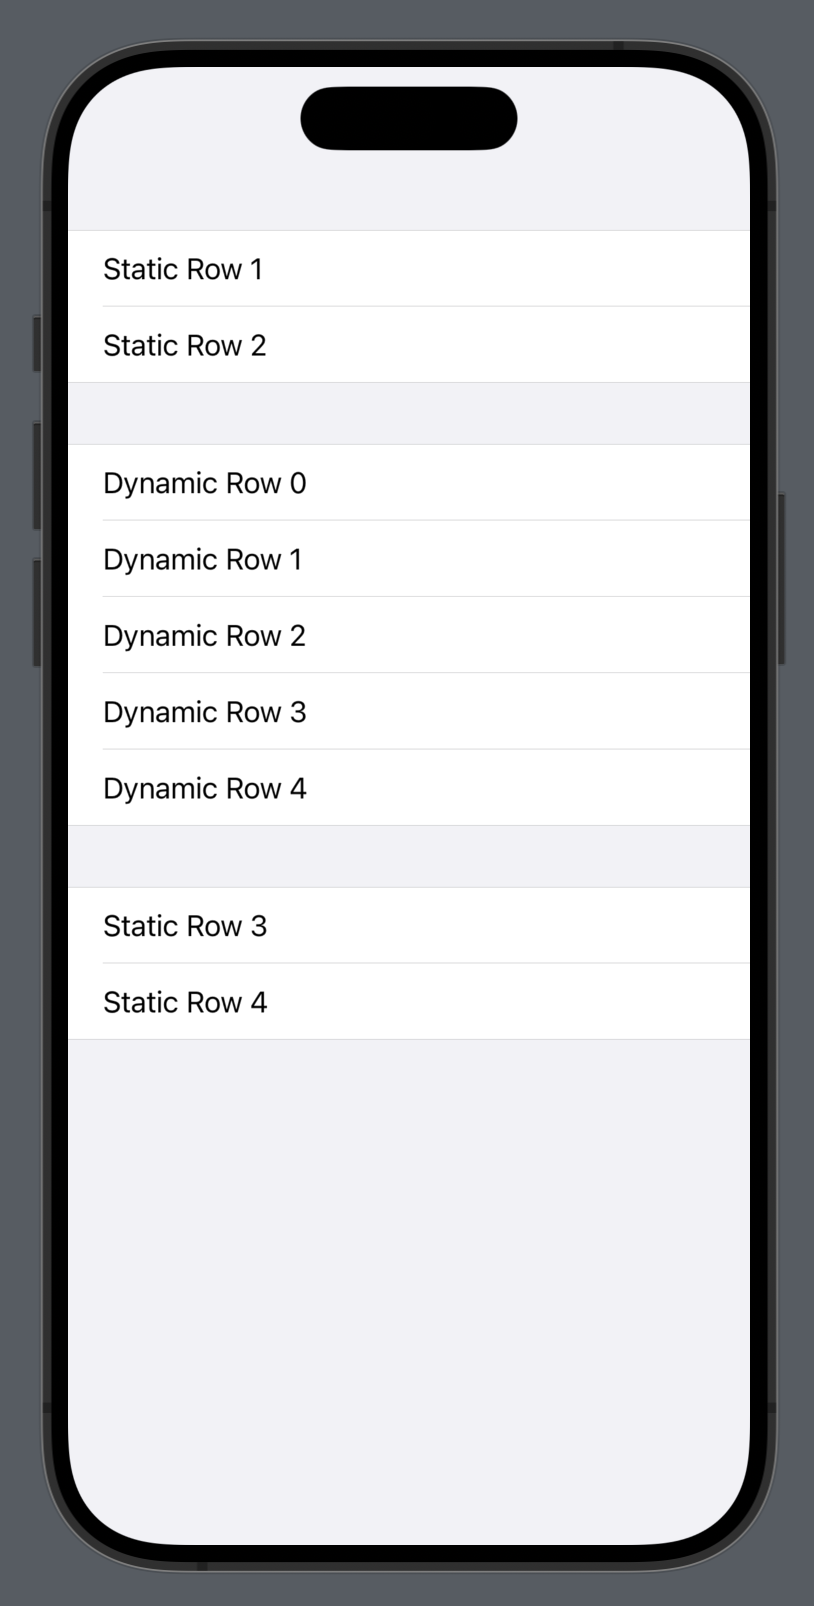 Static Row 1
Static Row 2
Dynamic Row 0
Dynamic Row 1
Dynamic Row 2
Dynamic Row 3
Dynamic Row 4
Static Row 3
Static Row 4